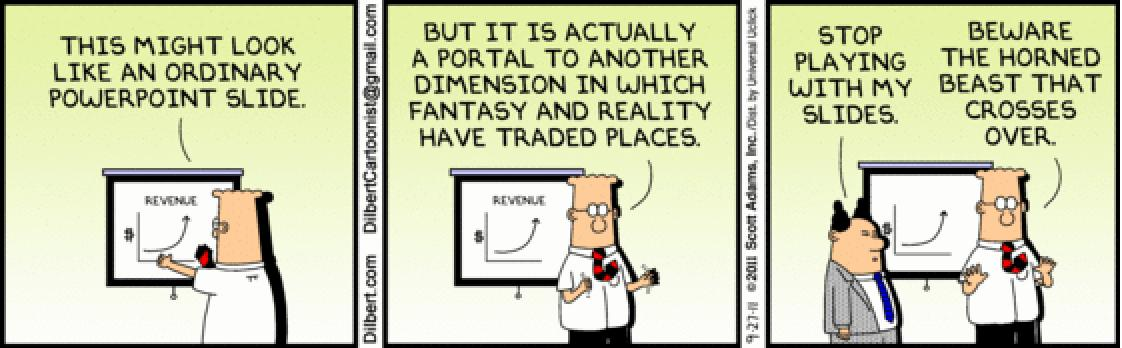 THIS MIGHT LOOK
LIKE AN ORDINARY
POWERPOINT SLIDE.
REVENUE
$
Dilbert.com DilbertCartoonist@gmail.com
BUT IT IS ACTUALLY
A PORTAL TO ANOTHER
DIMENSION IN WHICH
FANTASY AND REALITY
HAVE TRADED PLACES.
REVENUE
$
9-27-11 ©2011 Scott Adams, Inc./Dist. by Universal Uclick
STOP
PLAYING
WITH MY
SLIDES.
BEWARE
THE HORNED
BEAST THAT
CROSSES
OVER.
$